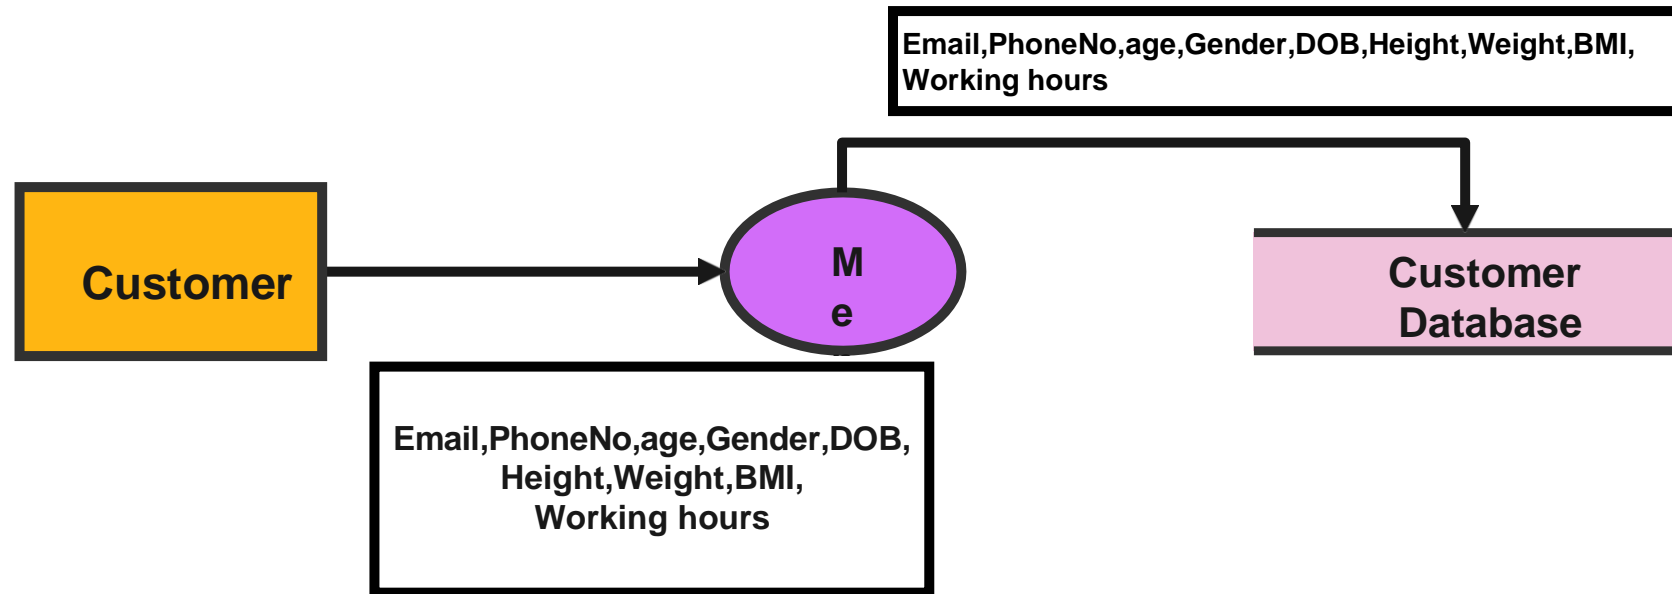 Email,PhoneNo,age,Gender,DOB,Height,Weight,BMI,
Working hours
Customer
M
e
Customer
Database
Email,PhoneNo,age,Gender,DOB,
Height,Weight,BMI,
Working hours